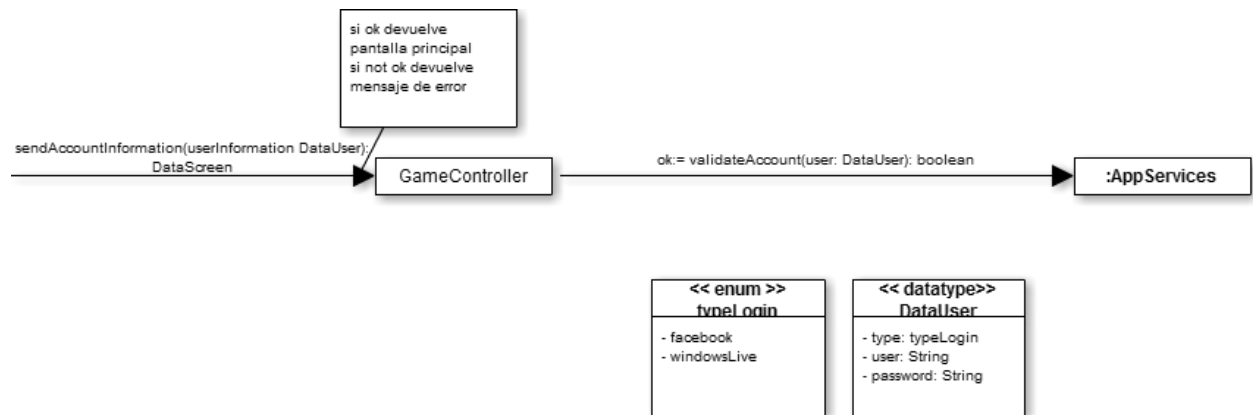 si ok devuelve
pantalla principal
si not ok devuelve
mensaje de error
sendAccountInformation(userInformation DataUser):
DataScreen
GameController
ok:= validateAccount(user: DataUser): boolean
:AppServices
<< enum >>
typeLogin
- facebook
- windowsLive
<< datatype>>
DataUser
- type: typeLogin
- user: String
- password: String